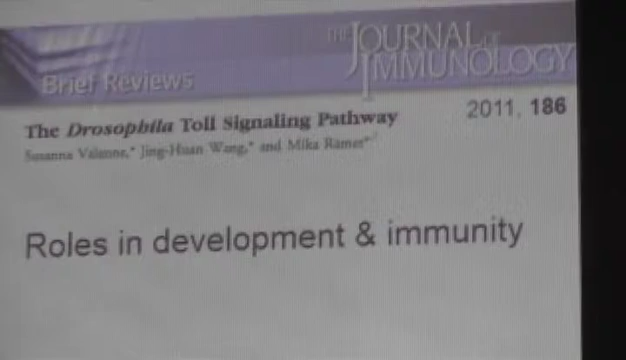 Brief Reviews
THE JOURNAL OF IMMUNOLOGY
The Drosophila Toll Signaling Pathway
2011, 186
Susanna Valanne,* Jing-Huan Wang,* and Mika Rämet*
Roles in development & immunity